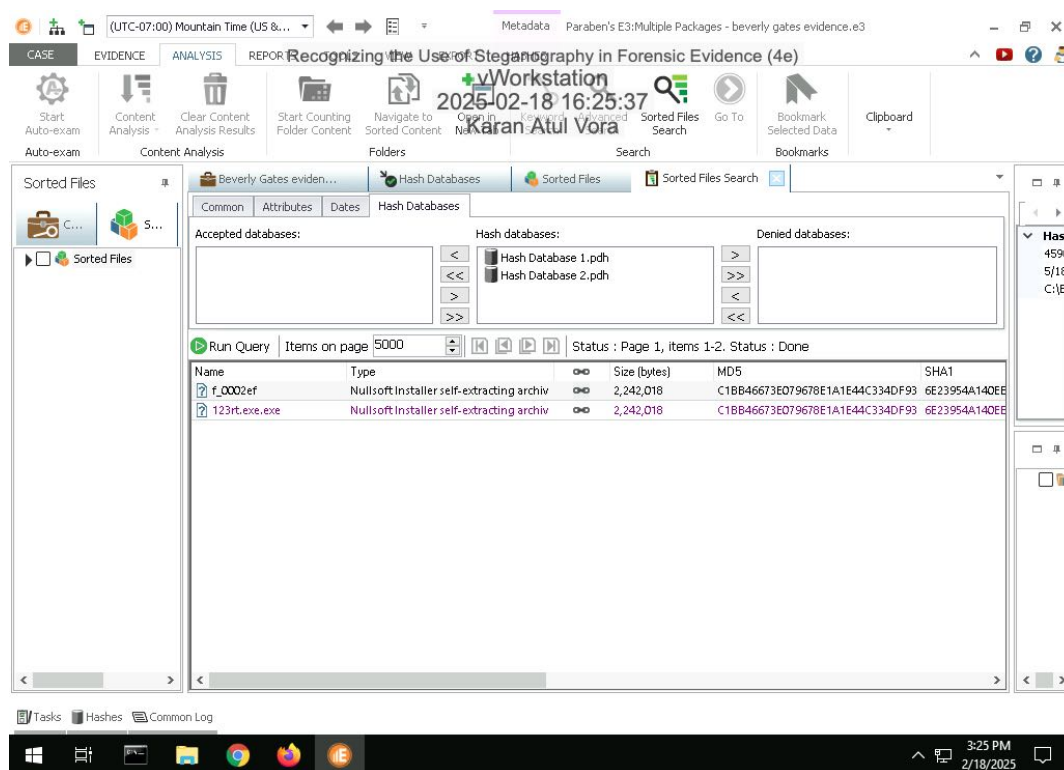 (UTC-07:00) Mountain Time (US &...
Metadata
Paraben's E3:Multiple Packages - beverly gates evidence.e3
CASE
EVIDENCE
ANALYSIS
Recognizing the Use of Steganography in Forensic Evidence (4e)
vWorkstation
2025-02-18 16:25:37
Karan Atul Vora
Start
Auto-exam
Content
Analysis
Clear Content
Analysis Results
Start Counting
Folder Content
Navigate to
Sorted Content
Open in
Keyword
Advanced
Sorted Files
Search
Go To
Bookmark
Selected Data
Clipboard
Auto-exam
Content Analysis
Folders
Search
Bookmarks
Sorted Files
C...
S...
Sorted Files
Beverly Gates eviden...
Hash Databases
Sorted Files
Sorted Files Search
Common
Attributes
Dates
Hash Databases
Accepted databases:
Hash databases:
Denied databases:
<
<<
>
>>
Hash Database 1.pdh
Hash Database 2.pdh
>
>>
<
<<
Run Query
Items on page
5000
Status : Page 1, items 1-2. Status : Done
Name Type Size (bytes) MD5 SHA1
f_0002ef Nullsoft Installer self-extracting archiv 2,242,018 C1BB46673E079678E1A1E44C334DF93 6E23954A140EE
123rt.exe.exe Nullsoft Installer self-extracting archiv 2,242,018 C1BB46673E079678E1A1E44C334DF93 6E23954A140EE
Has
459
5/18
C:\E
Tasks
Hashes
Common Log
3:25 PM
2/18/2025